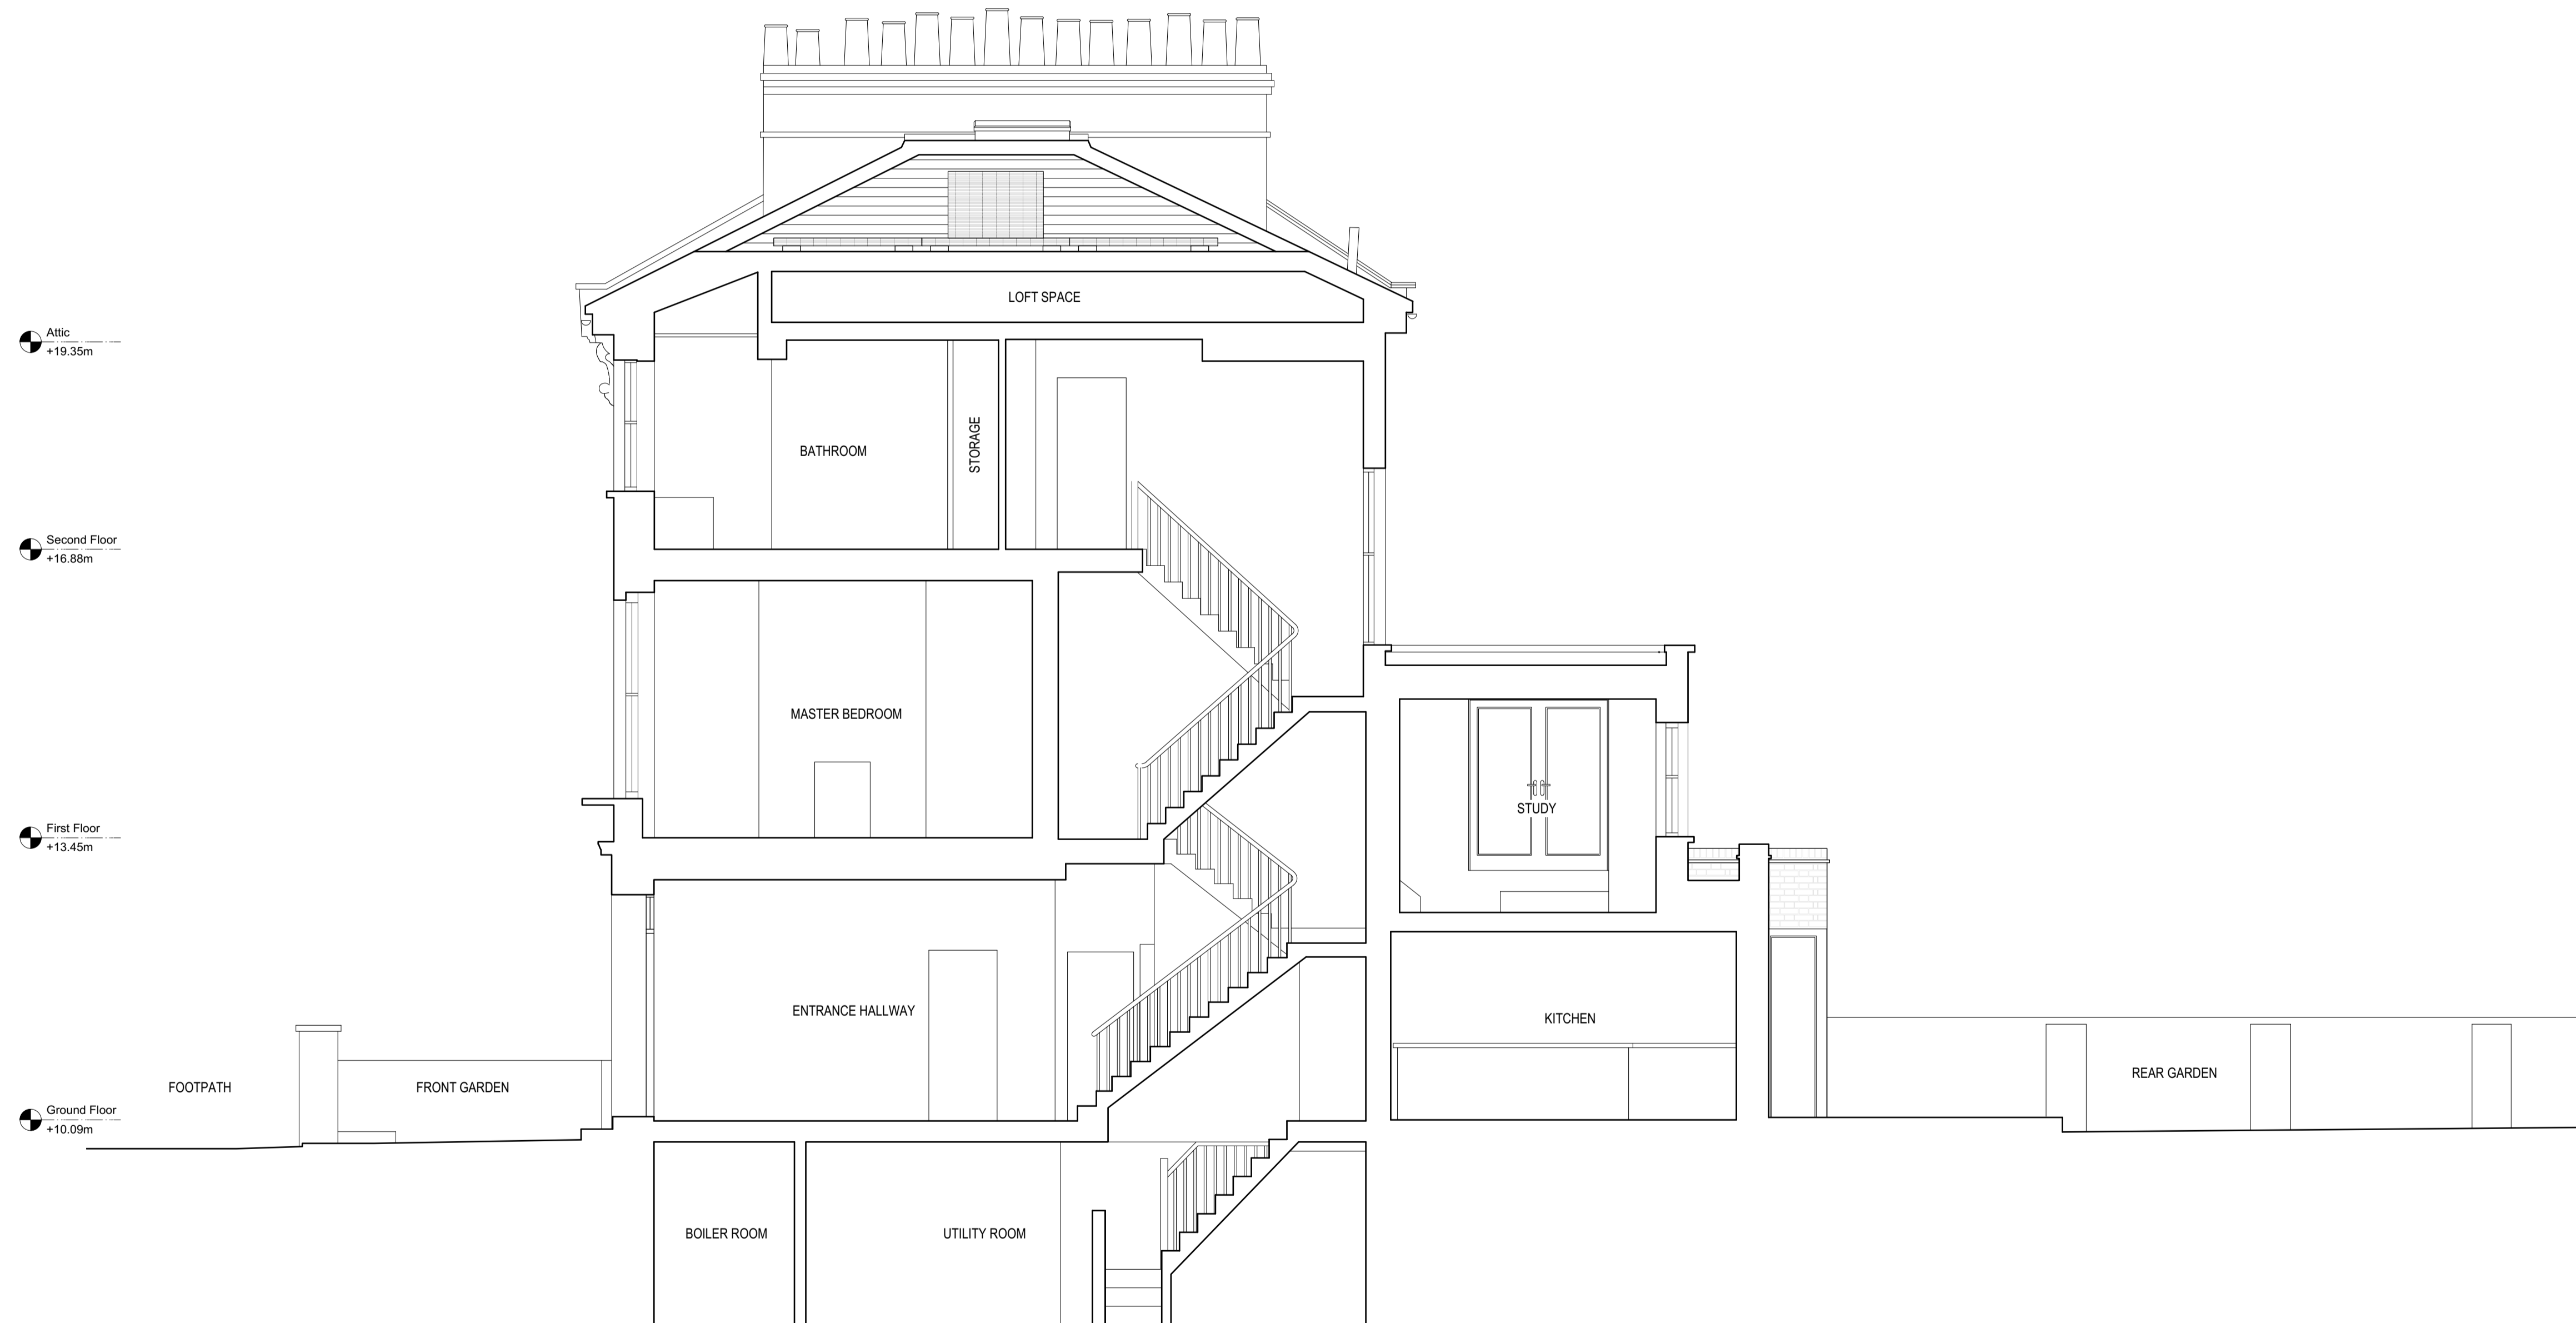 LOFT SPACE
Attic
+19.35m
BATHROOM
STORAGE
Second Floor
+16.88m
MASTER BEDROOM
STUDY
First Floor
+13.45m
ENTRANCE HALLWAY
KITCHEN
FOOTPATH
FRONT GARDEN
REAR GARDEN
Ground Floor
+10.09m
BOILER ROOM
UTILITY ROOM